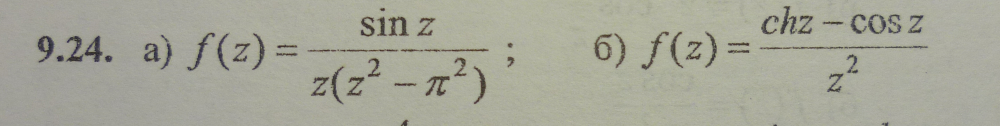 9.24. а) f(z) = sin z / z(z² − π²) ; б) f(z) = chz − cos z / z²